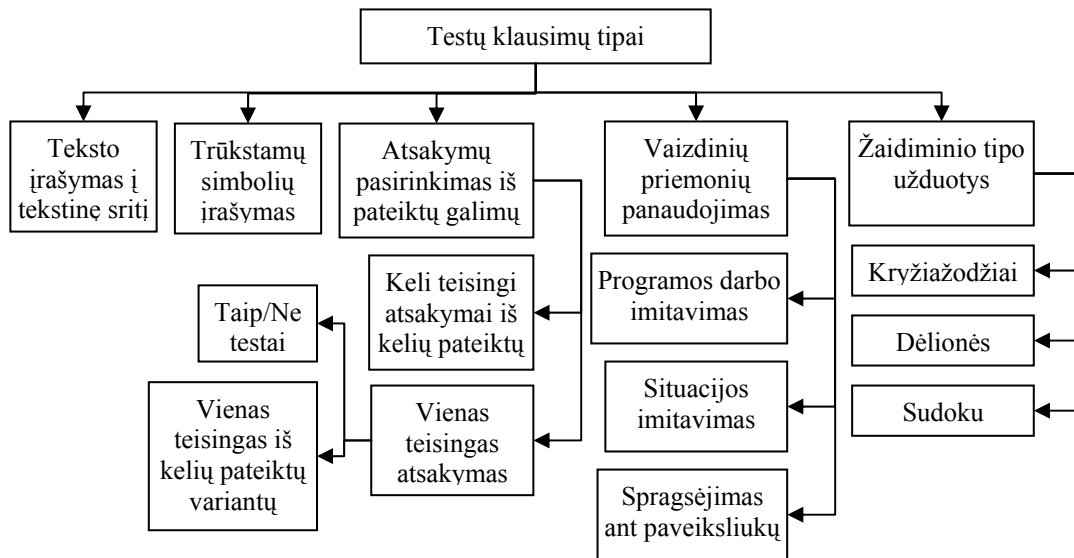 Testų klausimų tipai
Teksto
įrašymas į
tekstinę sritį
Trūkstamų
simbolių
įrašymas
Atsakymų
pasirinkimas iš
pateiktų galimų
Vaizdinių
priemonių
panaudojimas
Žaidiminio tipo
užduotys
Keli teisingi
atsakymai iš
kelių pateiktų
Taip/Ne
testai
Vienas
teisingas iš
kelių pateiktų
variantų
Vienas
teisingas
atsakymas
Programos darbo
imitavimas
Situacijos
imitavimas
Spragsėjimas
ant paveiksliukų
Kryžiažodžiai
Dėlionės
Sudoku